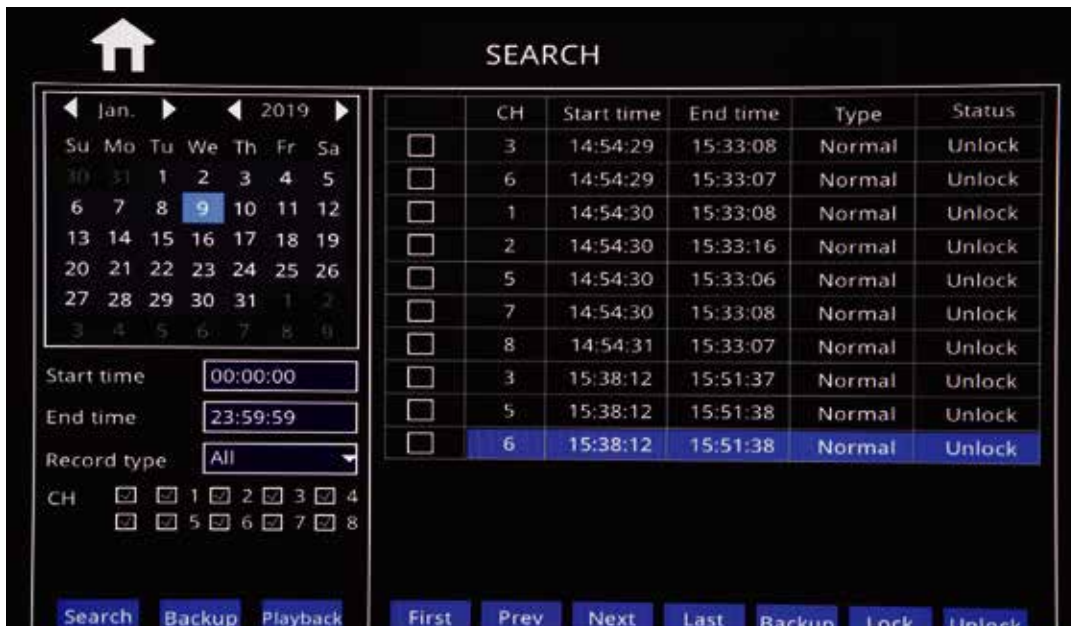 SEARCH
Jan. 2019
Su Mo Tu We Th Fr Sa
30 31 1 2 3 4 5
6 7 8 9 10 11 12
13 14 15 16 17 18 19
20 21 22 23 24 25 26
27 28 29 30 31 1 2
3 4 5 6 7 8 9
Start time 00:00:00
End time 23:59:59
Record type All
CH 1 2 3 4
5 6 7 8
Search Backup Playback
CH Start time End time Type Status
3 14:54:29 15:33:08 Normal Unlock
6 14:54:29 15:33:07 Normal Unlock
1 14:54:30 15:33:08 Normal Unlock
2 14:54:30 15:33:16 Normal Unlock
5 14:54:30 15:33:06 Normal Unlock
7 14:54:30 15:33:08 Normal Unlock
8 14:54:31 15:33:07 Normal Unlock
3 15:38:12 15:51:37 Normal Unlock
5 15:38:12 15:51:38 Normal Unlock
6 15:38:12 15:51:38 Normal Unlock
First Prev Next Last Backup Lock Unlock